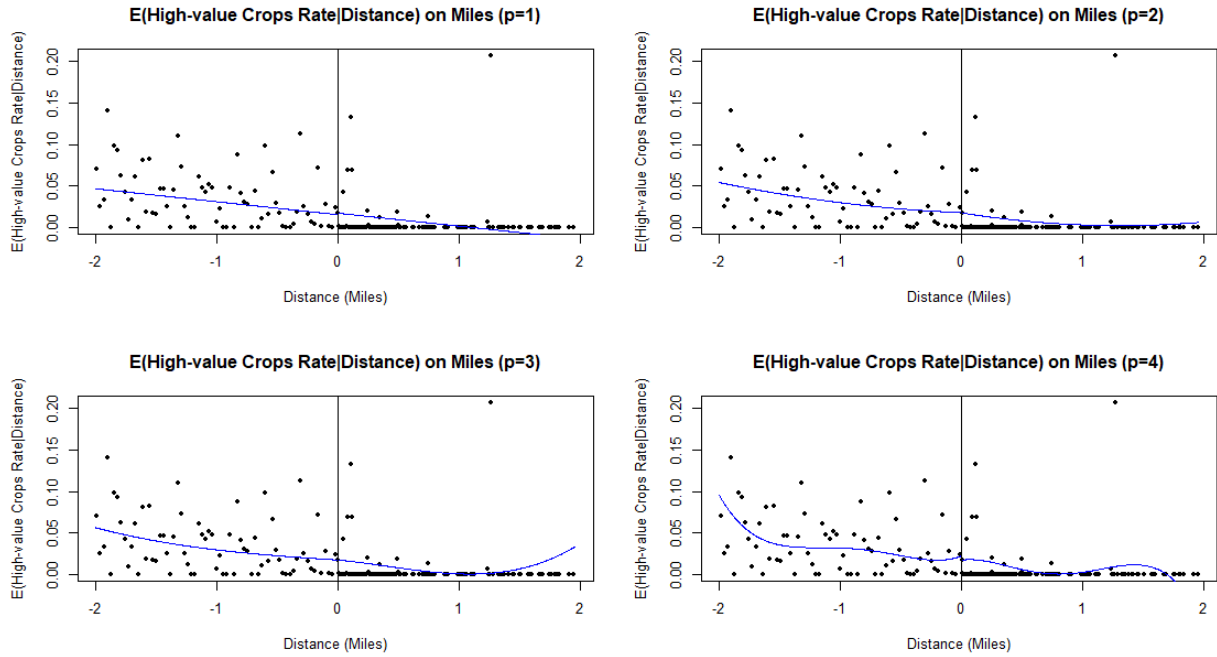 E(High-value Crops Rate|Distance) on Miles (p=1)
E(High-value Crops Rate|Distance)
0.00 0.05 0.10 0.15 0.20
-2 -1 0 1 2
Distance (Miles)
E(High-value Crops Rate|Distance) on Miles (p=2)
E(High-value Crops Rate|Distance)
0.00 0.05 0.10 0.15 0.20
-2 -1 0 1 2
Distance (Miles)
E(High-value Crops Rate|Distance) on Miles (p=3)
E(High-value Crops Rate|Distance)
0.00 0.05 0.10 0.15 0.20
-2 -1 0 1 2
Distance (Miles)
E(High-value Crops Rate|Distance) on Miles (p=4)
E(High-value Crops Rate|Distance)
0.00 0.05 0.10 0.15 0.20
-2 -1 0 1 2
Distance (Miles)